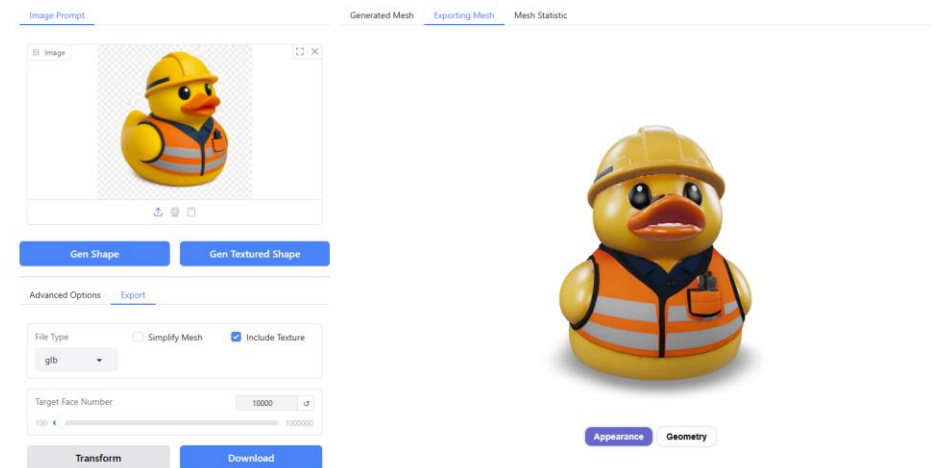 Image Prompt
Generated Mesh Exporting Mesh Mesh Statistic
Image
Gen Shape Gen Textured Shape
Advanced Options Export
File Type Simplify Mesh Include Texture
glb
Target Face Number 10000
100 1000000
Appearance Geometry
Transform Download